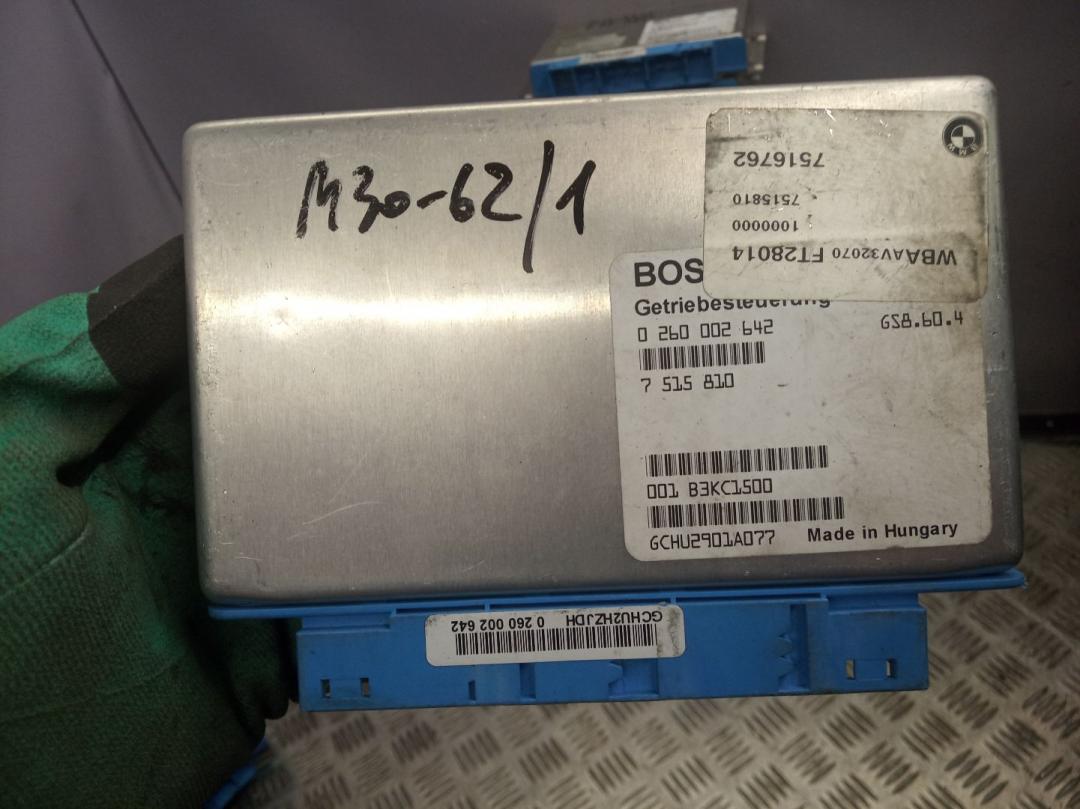 M30-62/1
7516762
7515810
1000000
WBAAV32070 FT28014
BMW
BOS
Getriebesteuerung
0 260 002 642
GS8.60.4
7 515 810
001 B3KC1500
GCHU2901A077
Made in Hungary
GCHU2HZJDH
0 260 002 642